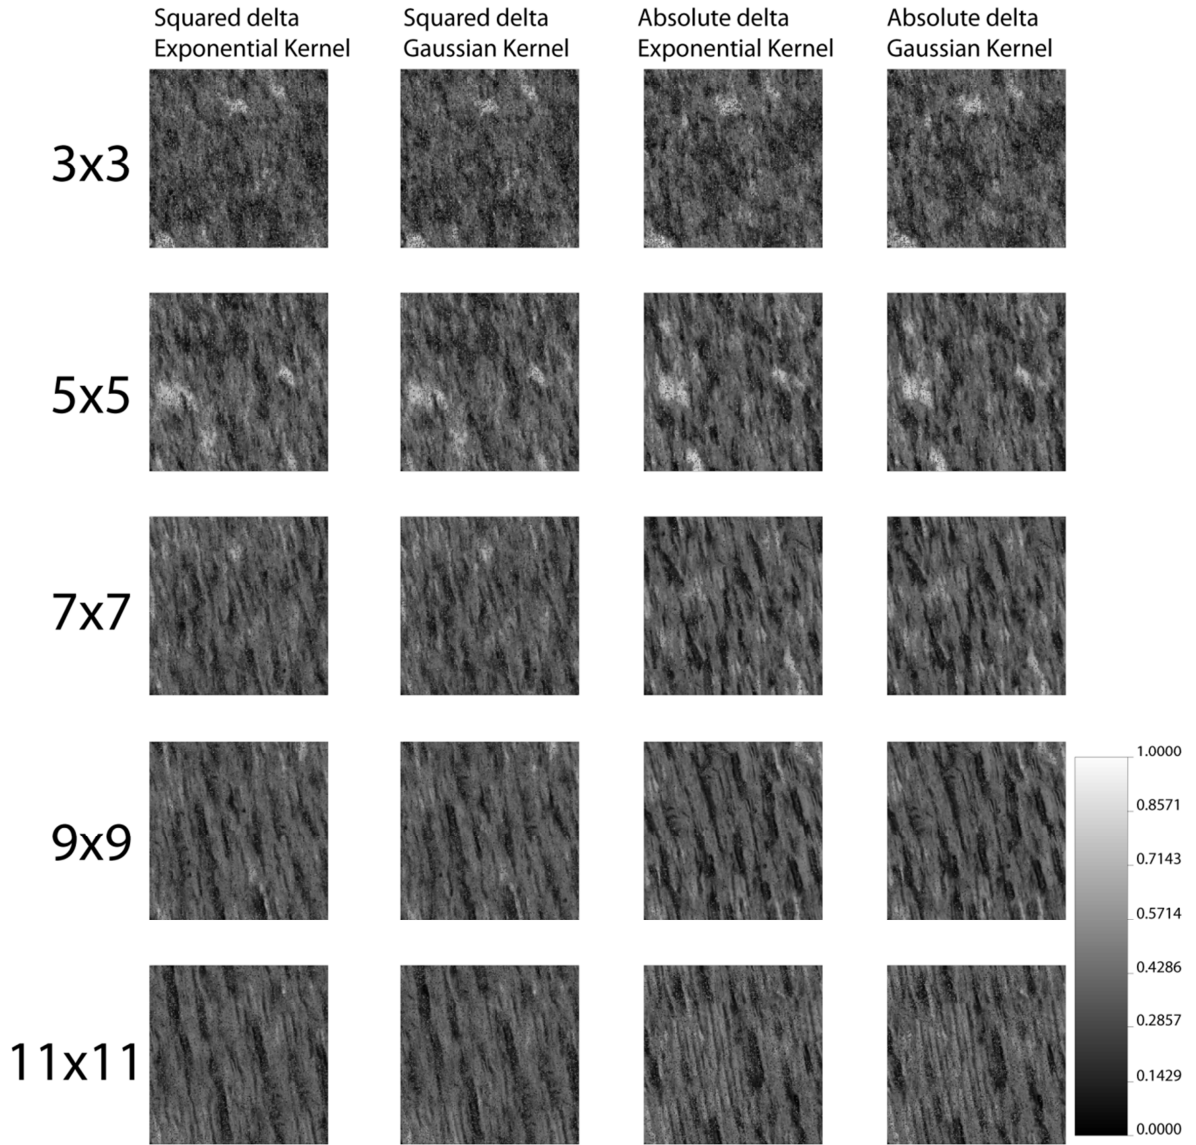 Squared delta
Exponential Kernel
Squared delta
Gaussian Kernel
Absolute delta
Exponential Kernel
Absolute delta
Gaussian Kernel
3x3
5x5
7x7
9x9
11x11
1.0000
0.8571
0.7143
0.5714
0.4286
0.2857
0.1429
0.0000